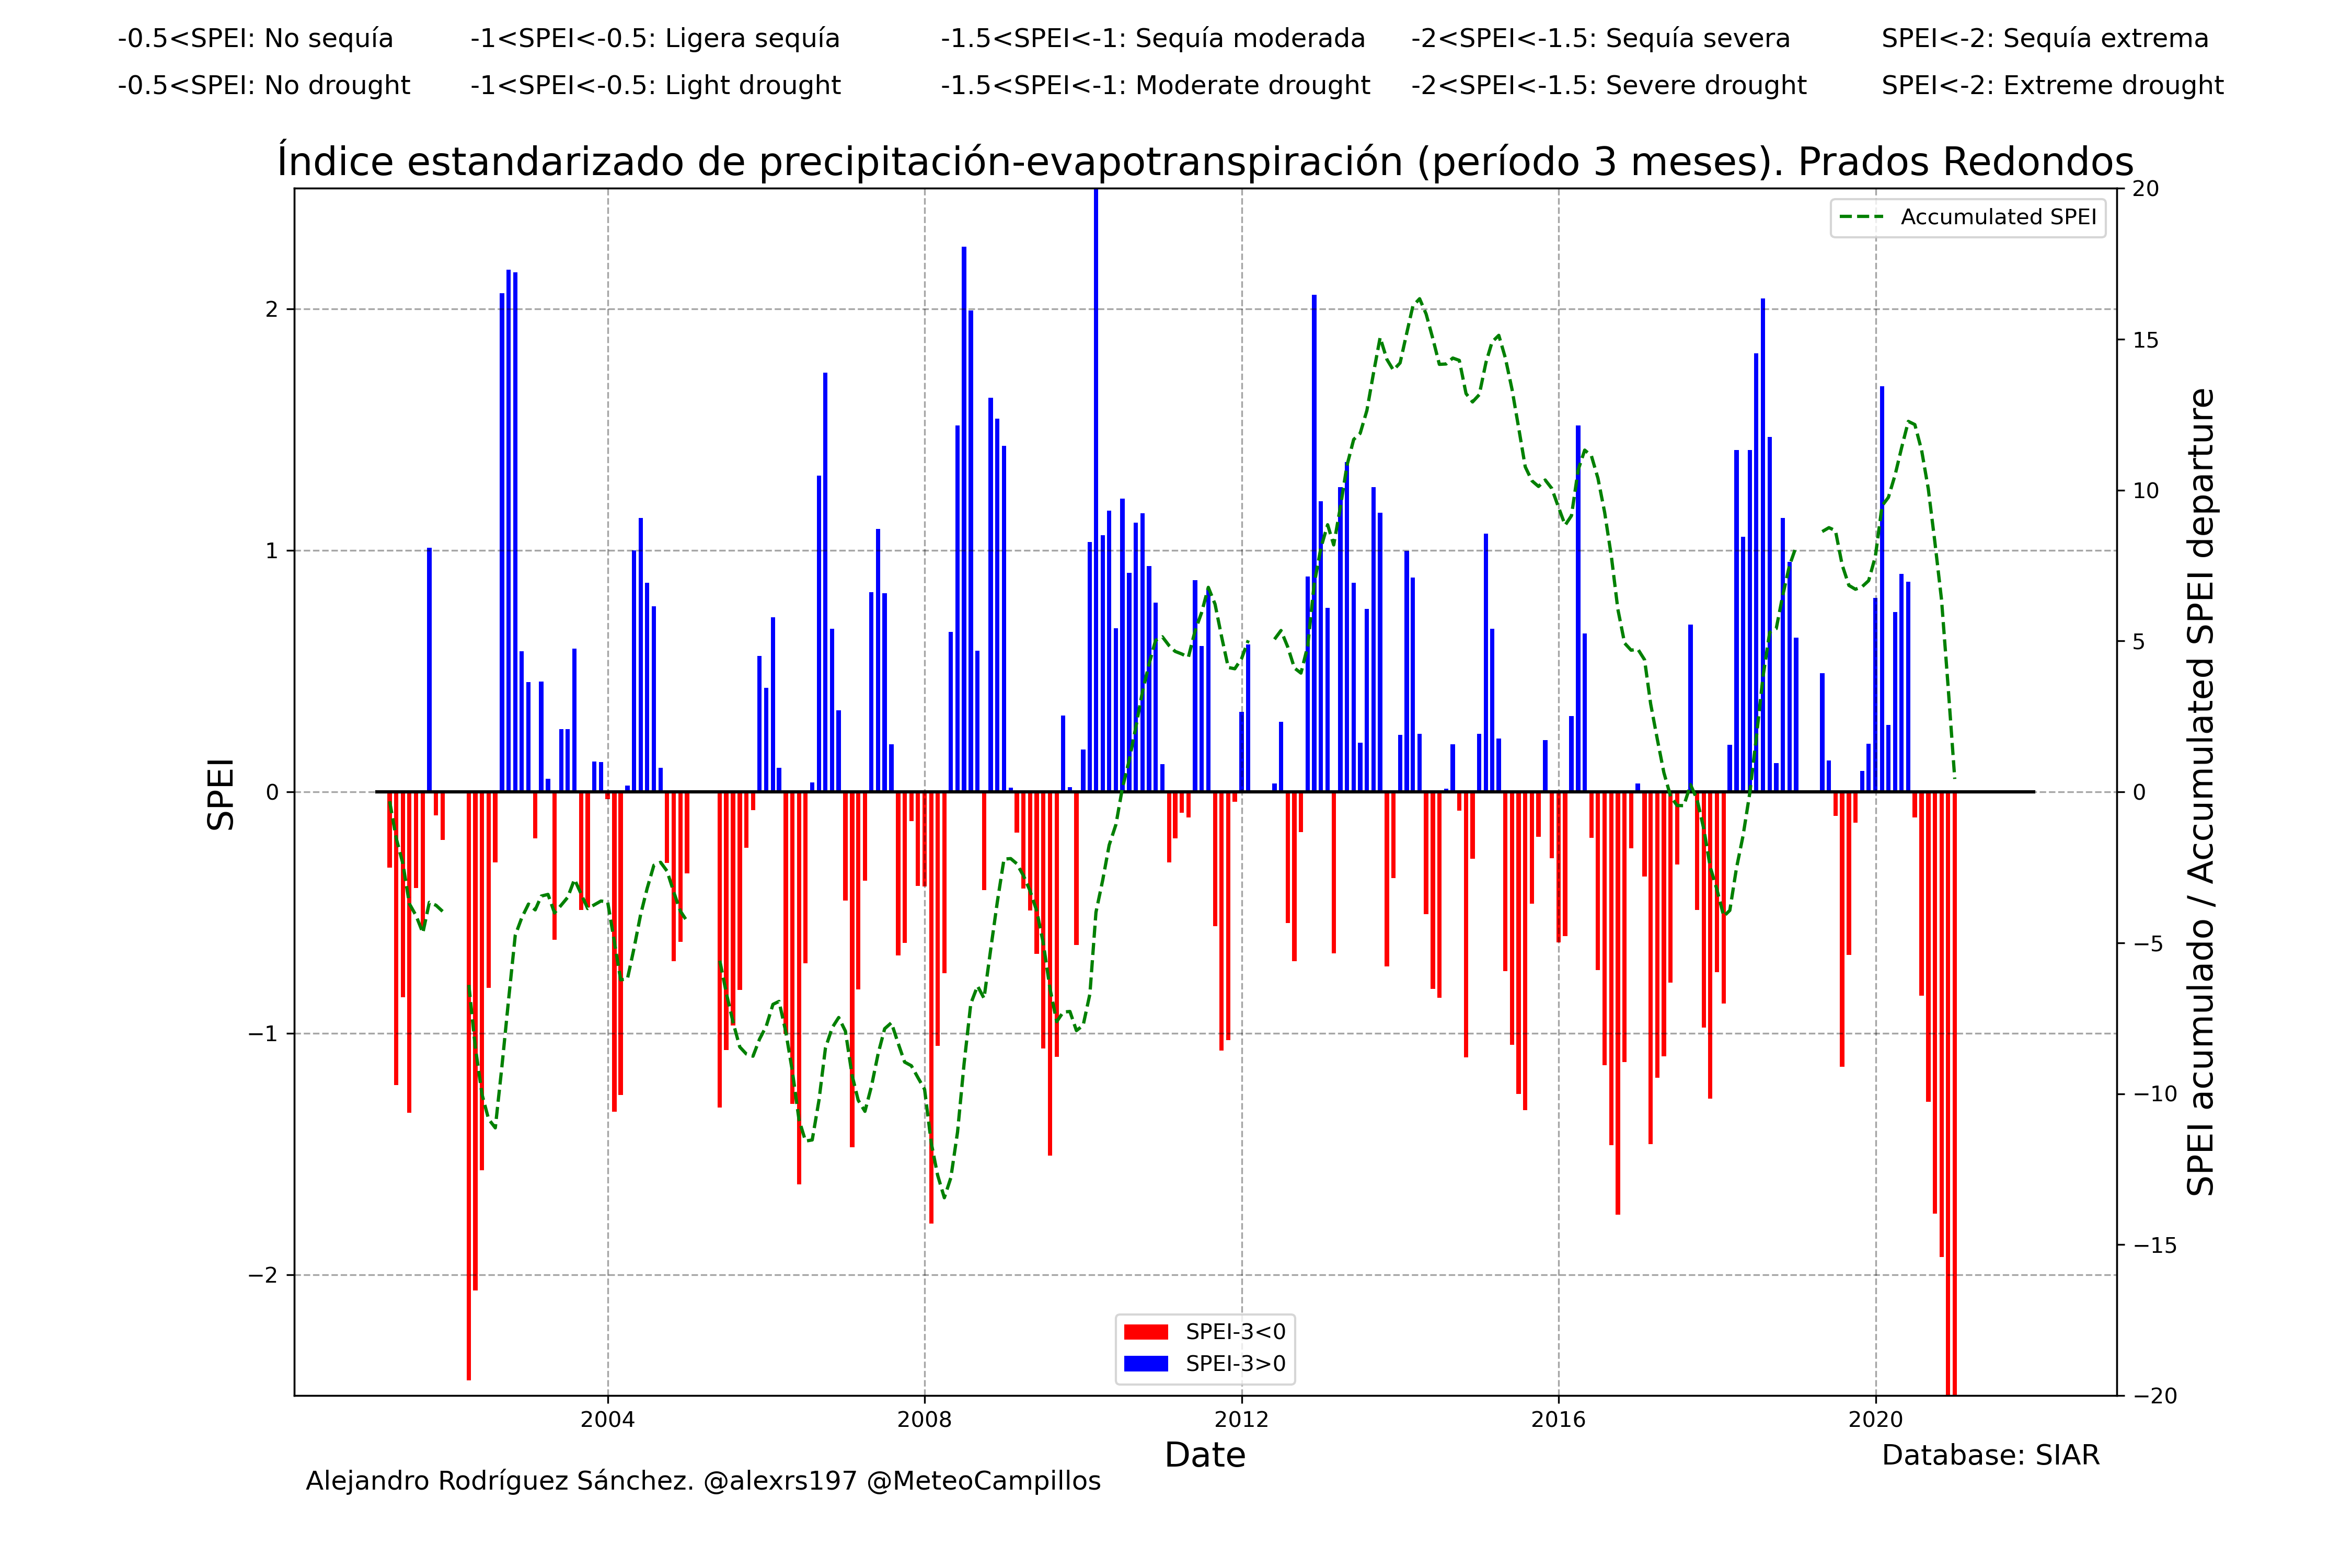 -0.5<SPEI: No sequía -1<SPEI<-0.5: Ligera sequía -1.5<SPEI<-1: Sequía moderada -2<SPEI<-1.5: Sequía severa SPEI<-2: Sequía extrema
-0.5<SPEI: No drought -1<SPEI<-0.5: Light drought -1.5<SPEI<-1: Moderate drought -2<SPEI<-1.5: Severe drought SPEI<-2: Extreme drought
Índice estandarizado de precipitación-evapotranspiración (período 3 meses). Prados Redondos
Accumulated SPEI
2
1
0
−1
−2
SPEI
20
15
10
5
0
−5
−10
−15
−20
SPEI acumulado / Accumulated SPEI departure
SPEI-3<0
SPEI-3>0
2004 2008 2012 2016 2020
Date
Database: SIAR
Alejandro Rodríguez Sánchez. @alexrs197 @MeteoCampillos